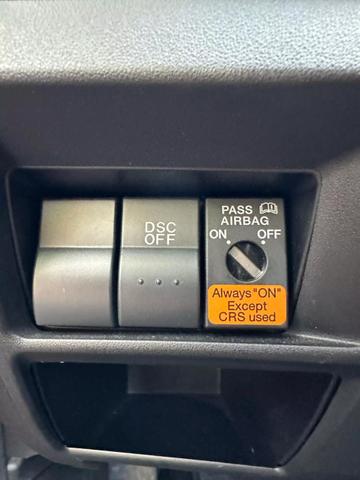 DSC
OFF
PASS
AIRBAG
ON OFF
Always "ON"
Except
CRS used